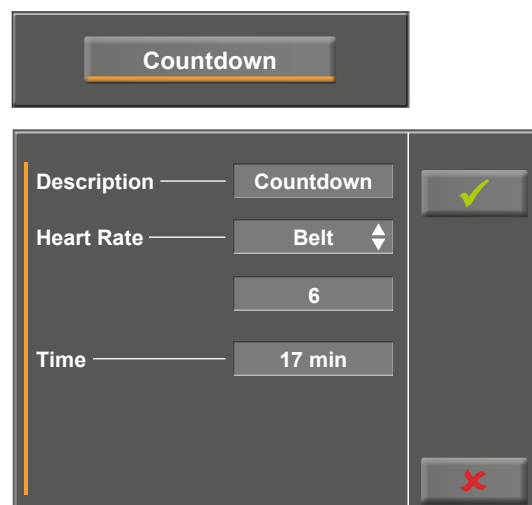 Countdown
Description Countdown
Heart Rate Belt
6
Time 17 min